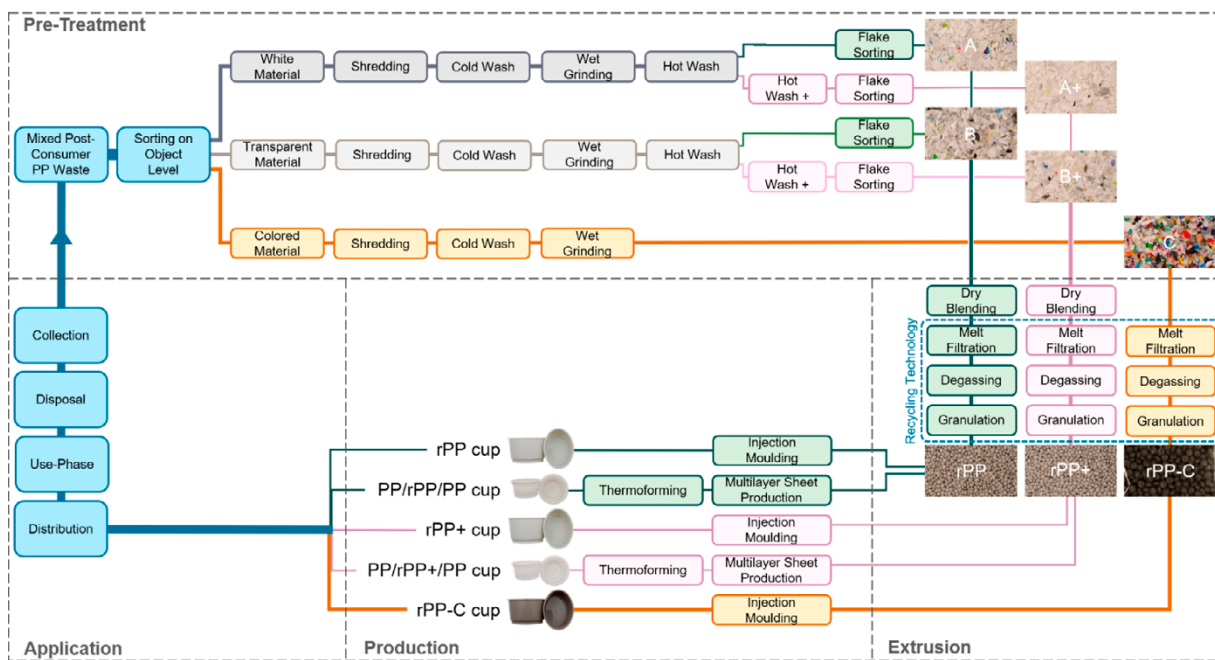 Pre-Treatment
Mixed Post-
Consumer
PP Waste
Sorting on
Object
Level
White
Material
Shredding
Cold Wash
Wet
Grinding
Hot Wash
Flake
Sorting
A
Hot
Wash +
Flake
Sorting
A+
Transparent
Material
Shredding
Cold Wash
Wet
Grinding
Hot Wash
Flake
Sorting
B
Hot
Wash +
Flake
Sorting
B+
Colored
Material
Shredding
Cold Wash
Wet
Grinding
C
Collection
Disposal
Use-Phase
Distribution
Application
rPP cup
Injection
Moulding
PP/rPP/PP cup
Thermoforming
Multilayer Sheet
Production
rPP+ cup
Injection
Moulding
PP/rPP+/PP cup
Thermoforming
Multilayer Sheet
Production
rPP-C cup
Injection
Moulding
Production
Dry
Blending
Dry
Blending
Recycling Technology
Melt
Filtration
Melt
Filtration
Melt
Filtration
Degassing
Degassing
Degassing
Granulation
Granulation
Granulation
rPP
rPP+
rPP-C
Extrusion